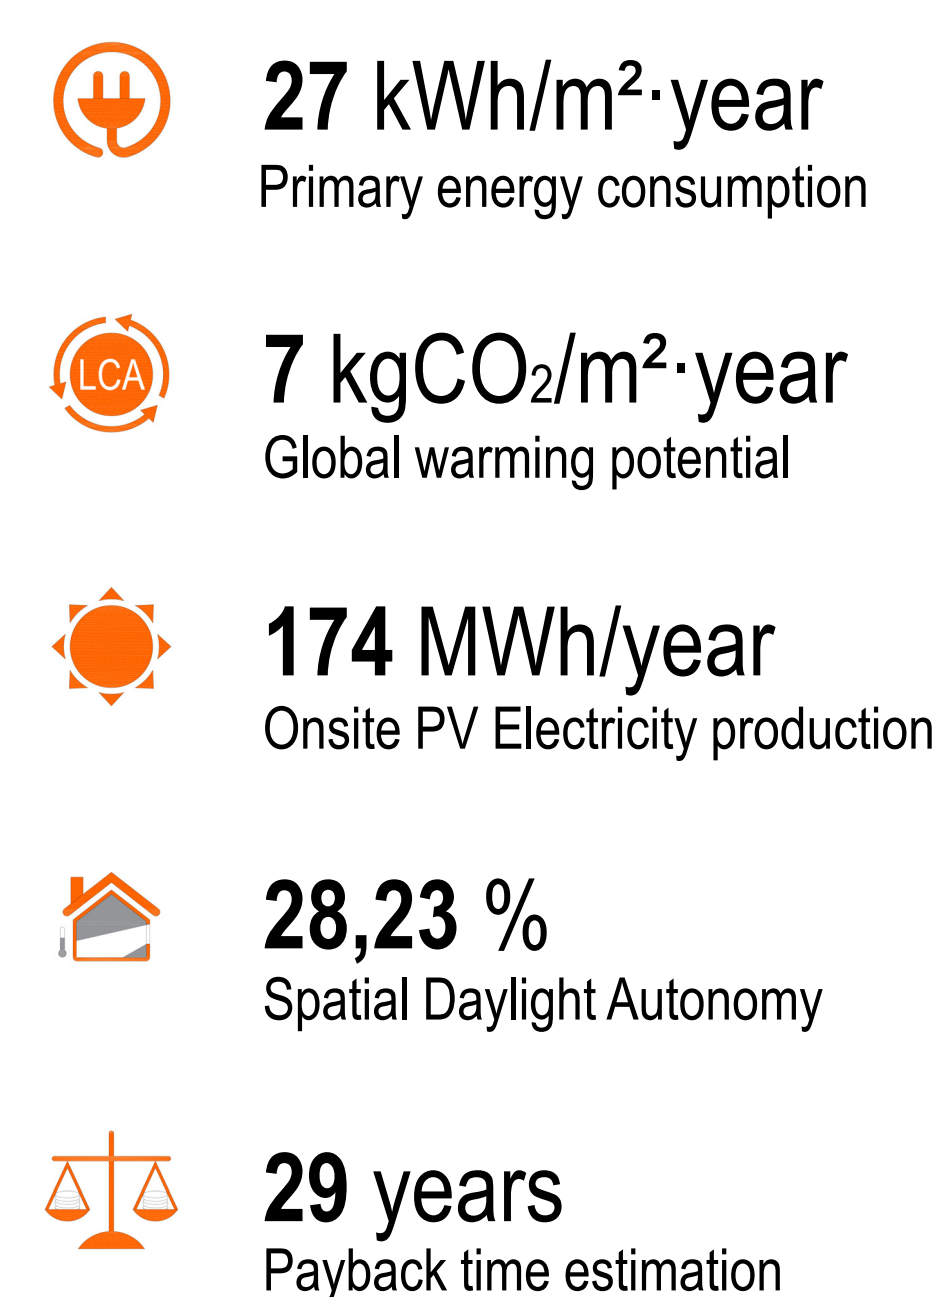 27 kWh/m²·year
Primary energy consumption
LCA
7 kgCO₂/m²·year
Global warming potential
174 MWh/year
Onsite PV Electricity production
28,23 %
Spatial Daylight Autonomy
29 years
Payback time estimation